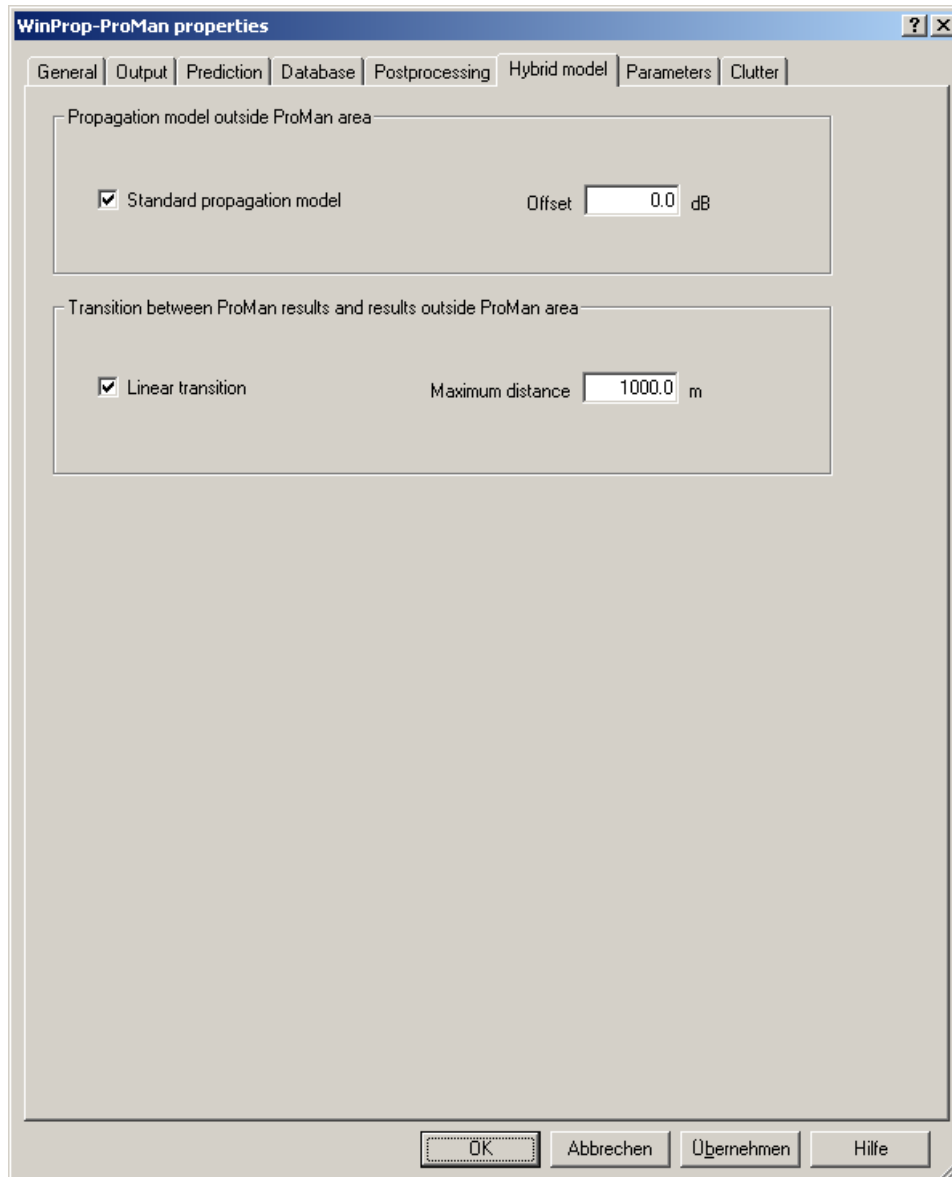 WinProp-ProMan properties
General Output Prediction Database Postprocessing Hybrid model Parameters Clutter
Propagation model outside ProMan area
Standard propagation model Offset 0.0 dB
Transition between ProMan results and results outside ProMan area
Linear transition Maximum distance 1000.0 m
OK Abbrechen Übernehmen Hilfe